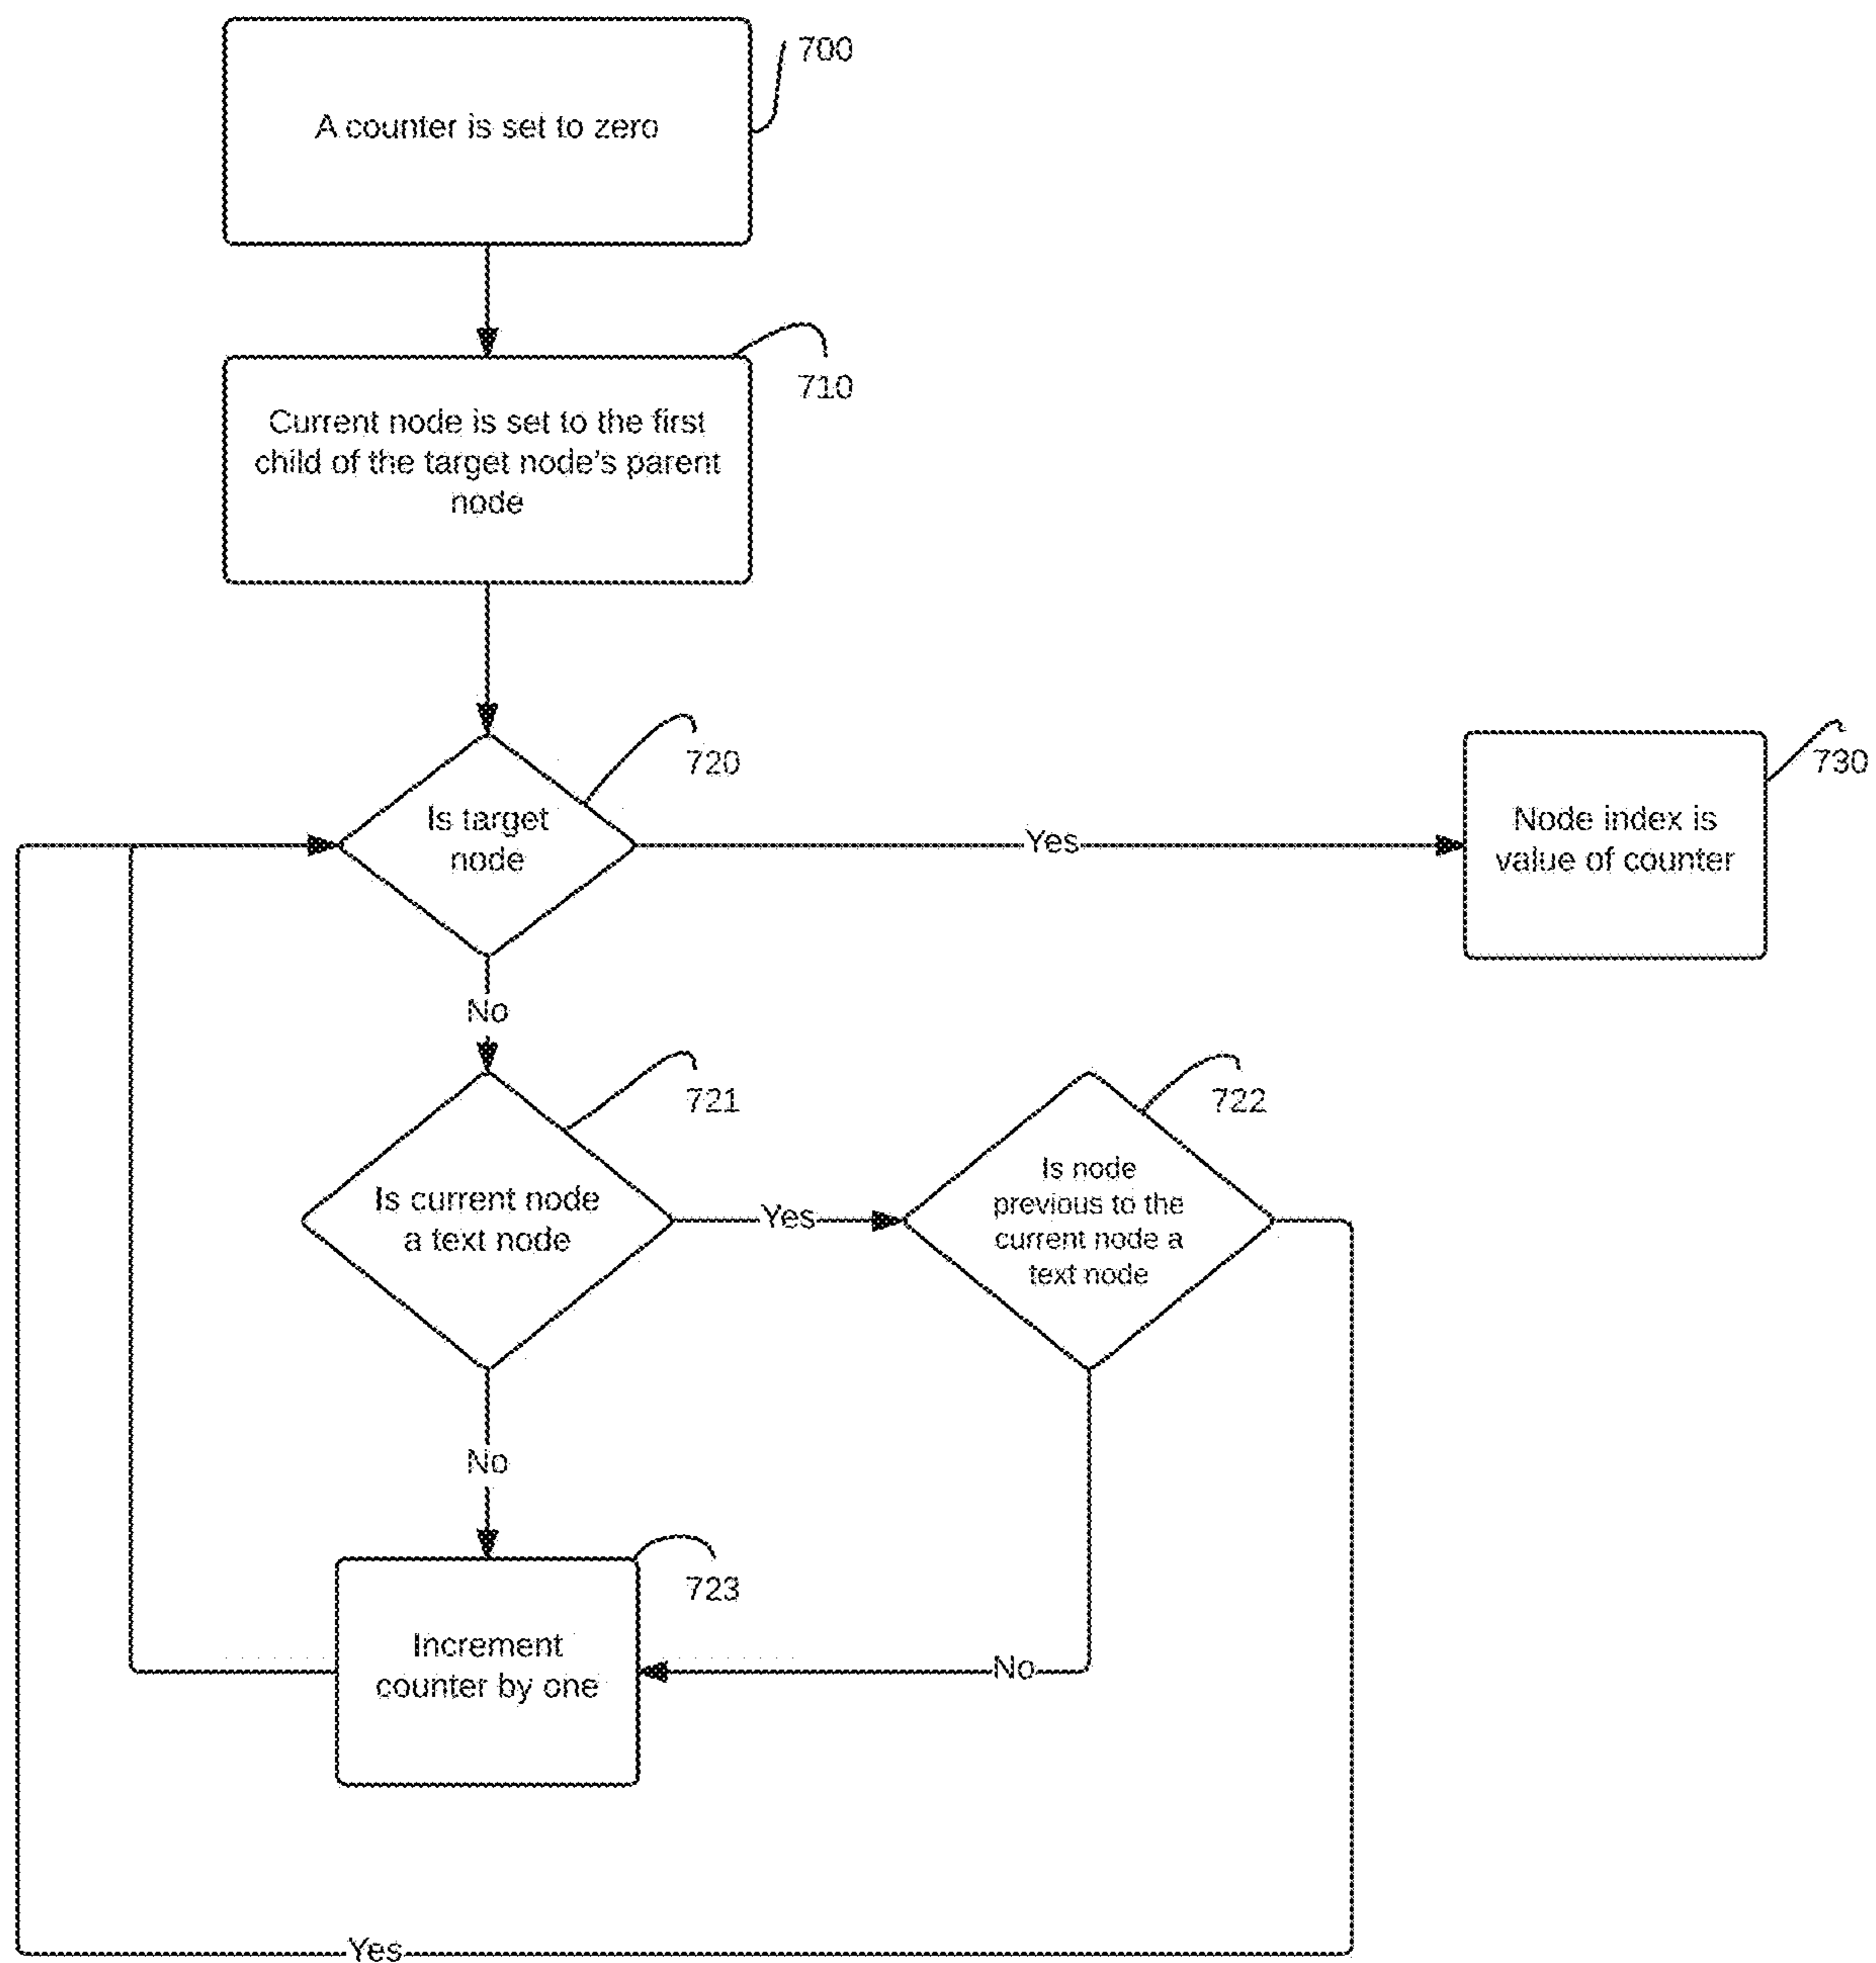 700
A counter is set to zero
710
Current node is set to the first
child of the target node's parent
node
720
730
Is target
node
Yes
Node index is
value of counter
No
721
722
Is current node
a text node
Yes
Is node
previous to the
current node a
text node
No
723
Increment
counter by one
No
Yes